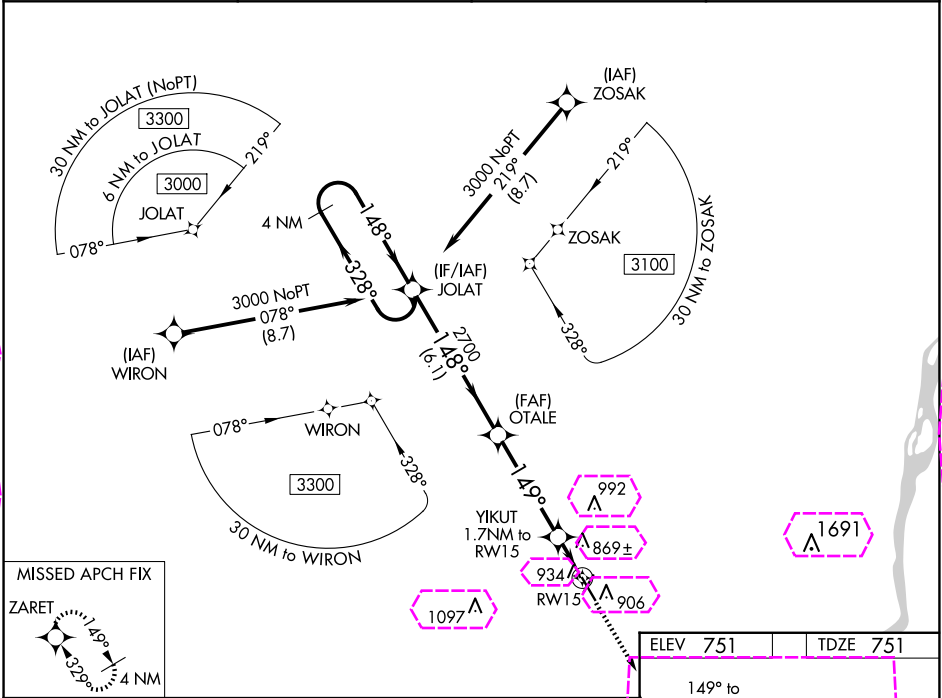 30 NM to JOLAT (NoPT)
3300
6 NM to JOLAT
3000
219°
JOLAT
078°
(IAF)
ZOSAK
3000 NoPT
219°
(8.7)
219°
ZOSAK
3100
30 NM to ZOSAK
328°
4 NM
148°
328°
(IF/IAF)
JOLAT
3000 NoPT
078°
(8.7)
(IAF)
WIRON
2700
148°
(6.1)
(FAF)
OTALE
078°
WIRON
328°
3300
30 NM to WIRON
149°
992
YIKUT
1.7NM to
RW15
869±
934
RW15
906
1691
1097
MISSED APCH FIX
ZARET
149°
329°
4 NM
ELEV 751
TDZE 751
149° to